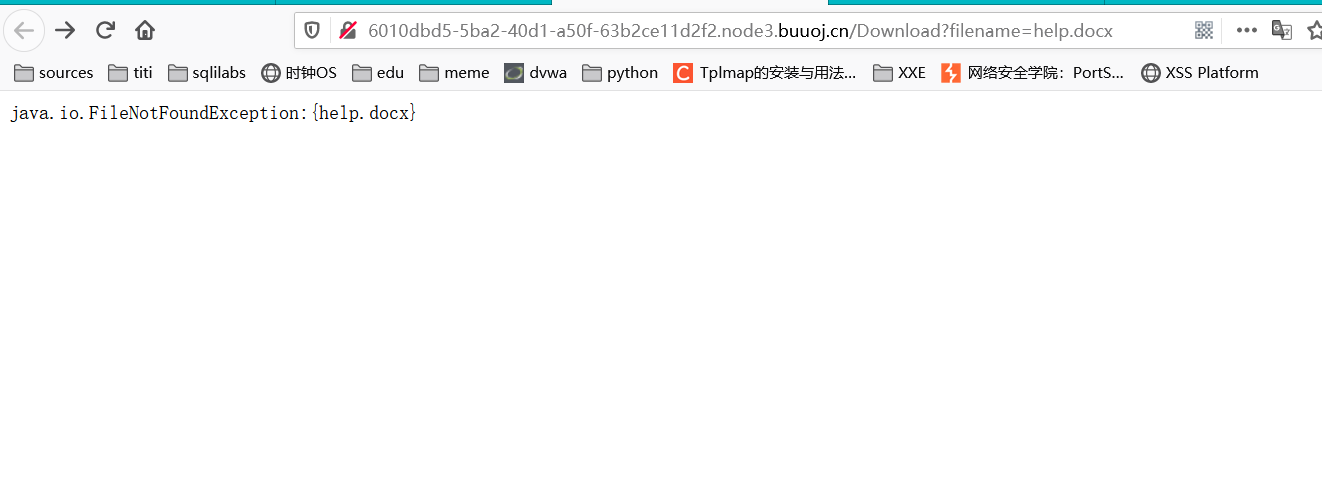 6010dbd5-5ba2-40d1-a50f-63b2ce11d2f2.node3.buuoj.cn/Download?filename=help.docx
sources titi sqlilabs 时钟OS edu meme dvwa python C Tplmap的安装与用法... XXE 网络安全学院：PortS... XSS Platform
java.io.FileNotFoundException:{help.docx}